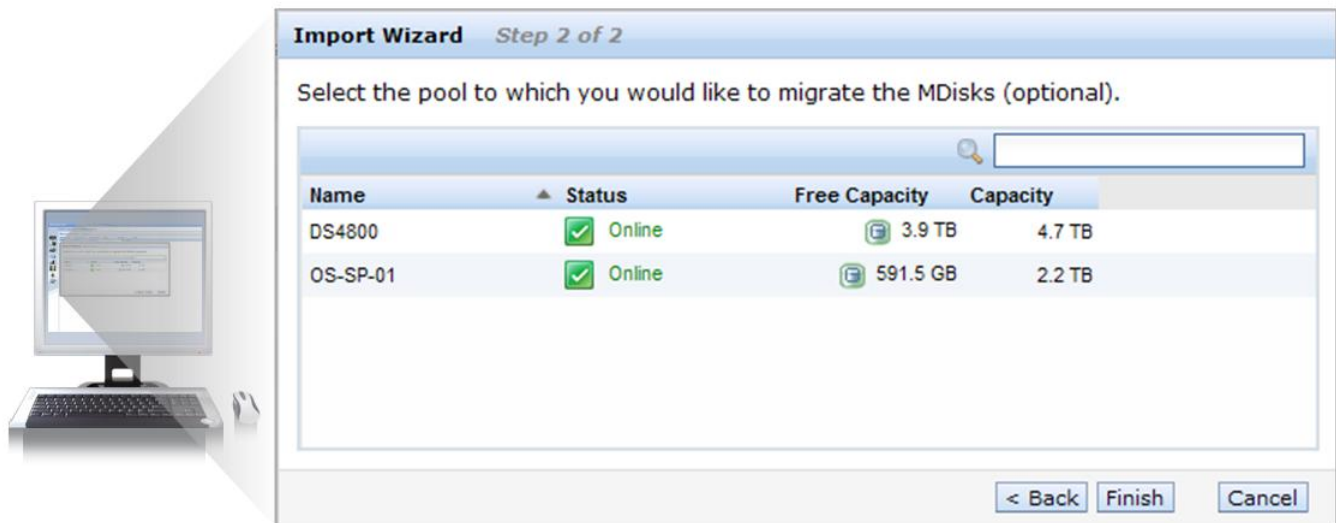 Import Wizard Step 2 of 2
Select the pool to which you would like to migrate the MDisks (optional).
Name Status Free Capacity Capacity
DS4800 Online 3.9 TB 4.7 TB
OS-SP-01 Online 591.5 GB 2.2 TB
< Back Finish Cancel